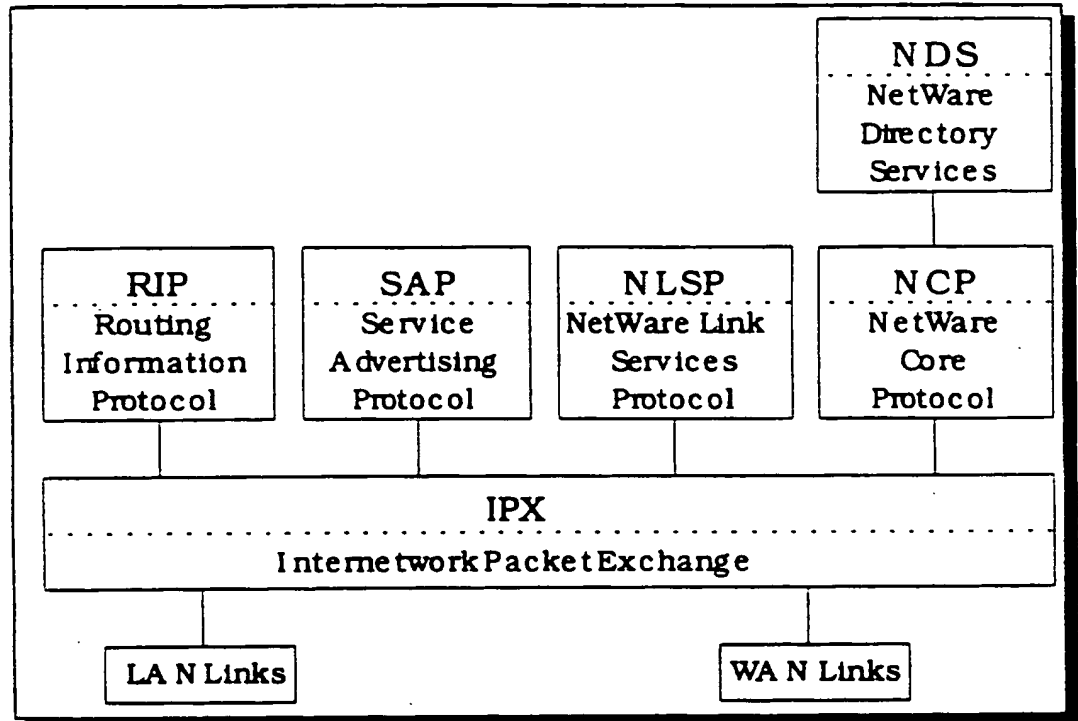 NDS
NetWare
Directory
Services
RIP
Routing
Information
Protocol
SAP
Service
Advertising
Protocol
NLSP
NetWare Link
Services
Protocol
NCP
NetWare
Core
Protocol
IPX
Internetwork Packet Exchange
LAN Links
WAN Links